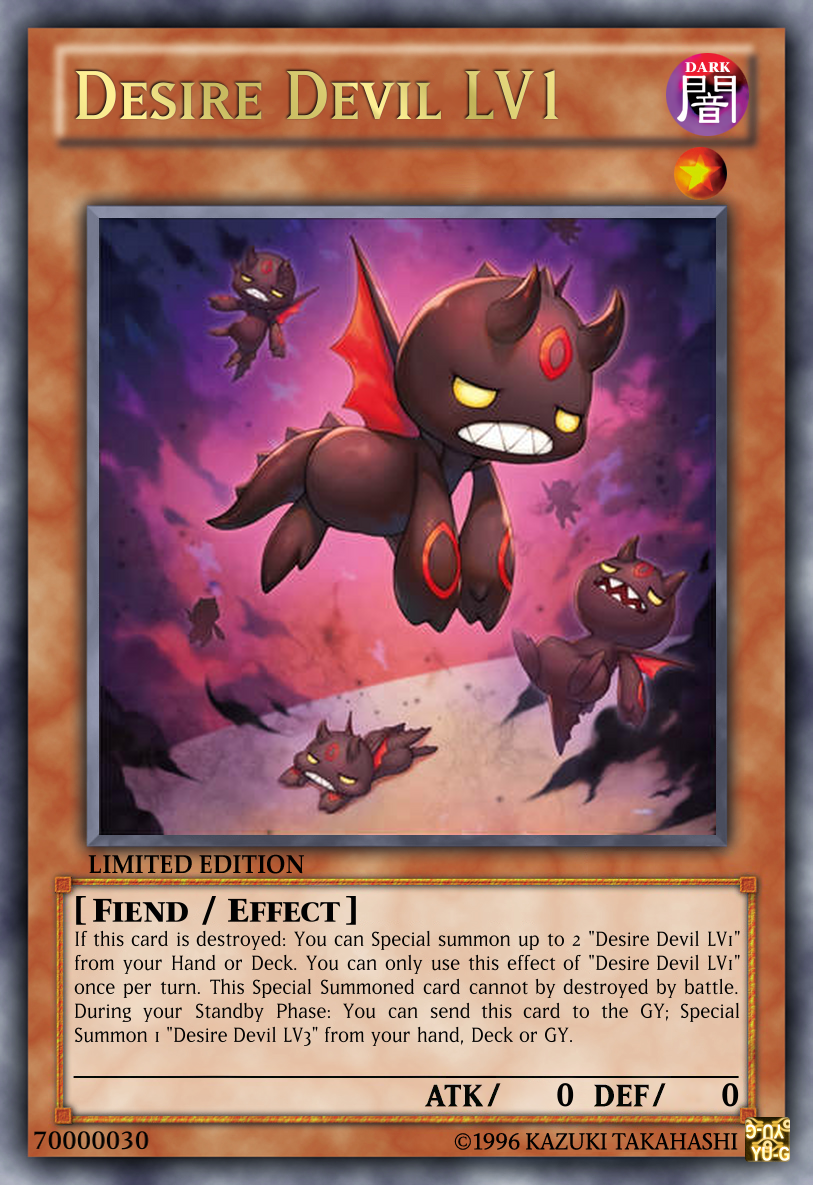 Desire Devil LV1
DARK
闇
LIMITED EDITION
[ Fiend / Effect ]
If this card is destroyed: You can Special summon up to 2 "Desire Devil LV1"
from your Hand or Deck. You can only use this effect of "Desire Devil LV1"
once per turn. This Special Summoned card cannot by destroyed by battle.
During your Standby Phase: You can send this card to the GY; Special
Summon 1 "Desire Devil LV3" from your hand, Deck or GY.
ATK/ 0 DEF/ 0
70000030
©1996 KAZUKI TAKAHASHI